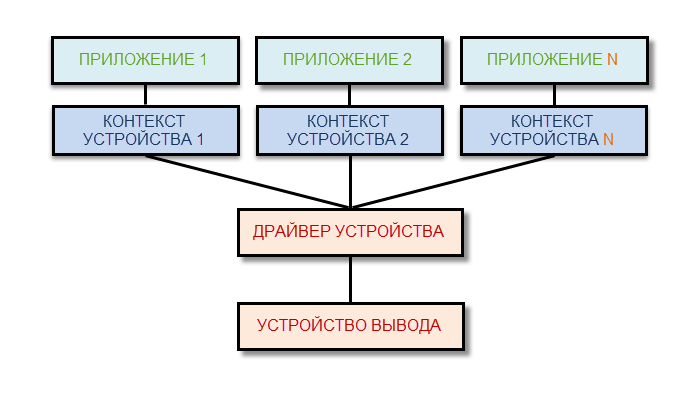 ПРИЛОЖЕНИЕ 1
ПРИЛОЖЕНИЕ 2
ПРИЛОЖЕНИЕ N
КОНТЕКСТ
УСТРОЙСТВА 1
КОНТЕКСТ
УСТРОЙСТВА 2
КОНТЕКСТ
УСТРОЙСТВА N
ДРАЙВЕР УСТРОЙСТВА
УСТРОЙСТВО ВЫВОДА